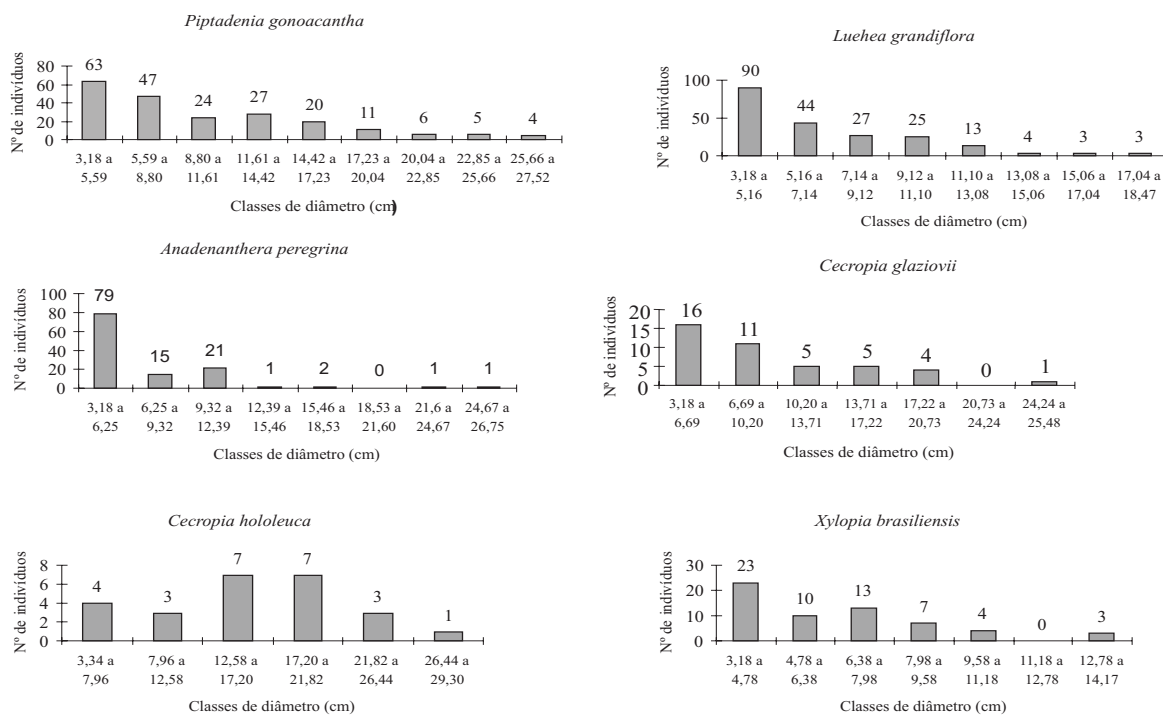 Piptadenia gonoacantha
Nº de indivíduos
80
60
40
20
0
63 47 24 27 20 11 6 5 4
3,18 a 5,59 a 8,80 a 11,61 a 14,42 a 17,23 a 20,04 a 22,85 a 25,66 a
5,59 8,80 11,61 14,42 17,23 20,04 22,85 25,66 27,52
Classes de diâmetro (cm)
Luehea grandiflora
Nº de indivíduos
100
50
0
90 44 27 25 13 4 3 3
3,18 a 5,16 a 7,14 a 9,12 a 11,10 a 13,08 a 15,06 a 17,04 a
5,16 7,14 9,12 11,10 13,08 15,06 17,04 18,47
Classes de diâmetro (cm)
Anadenanthera peregrina
Nº de indivíduos
100
80
60
40
20
0
79 15 21 1 2 0 1 1
3,18 a 6,25 a 9,32 a 12,39 a 15,46 a 18,53 a 21,6 a 24,67 a
6,25 9,32 12,39 15,46 18,53 21,60 24,67 26,75
Classes de diâmetro (cm)
Cecropia glaziovii
Nº de indivíduos
20
15
10
5
0
16 11 5 5 4 0 1
3,18 a 6,69 a 10,20 a 13,71 a 17,22 a 20,73 a 24,24 a
6,69 10,20 13,71 17,22 20,73 24,24 25,48
Classes de diâmetro (cm)
Cecropia hololeuca
Nº de indivíduos
8
6
4
2
0
4 3 7 7 3 1
3,34 a 7,96 a 12,58 a 17,20 a 21,82 a 26,44 a
7,96 12,58 17,20 21,82 26,44 29,30
Classes de diâmetro (cm)
Xylopia brasiliensis
Nº de indivíduos
30
20
10
0
23 10 13 7 4 0 3
3,18 a 4,78 a 6,38 a 7,98 a 9,58 a 11,18 a 12,78 a
4,78 6,38 7,98 9,58 11,18 12,78 14,17
Classes de diâmetro (cm)